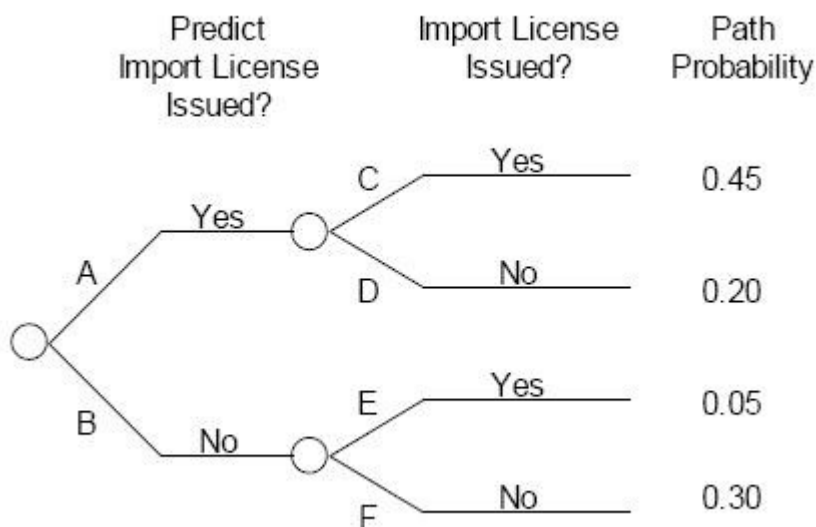 Predict
Import License
Issued?
Import License
Issued?
Path
Probability
C
Yes
0.45
Yes
A
D
No
0.20
B
No
E
Yes
0.05
F
No
0.30